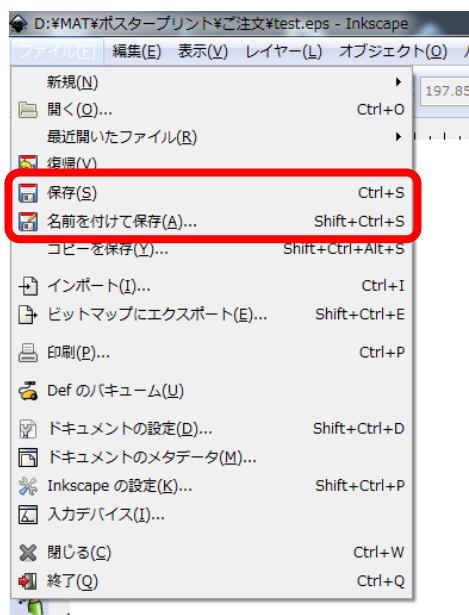 D:¥MAT¥ポスタープリント¥ご注文¥test.eps - Inkscape
ファイル(F) 編集(E) 表示(V) レイヤー(L) オブジェクト(O)
新規(N)
197.85
開く(O)... Ctrl+O
最近開いたファイル(R)
復帰(V)
保存(S) Ctrl+S
名前を付けて保存(A)... Shift+Ctrl+S
コピーを保存(Y)... Shift+Ctrl+Alt+S
インポート(I)... Ctrl+I
ビットマップにエクスポート(E)... Shift+Ctrl+E
印刷(P)... Ctrl+P
Def のバキューム(U)
ドキュメントの設定(D)... Shift+Ctrl+D
ドキュメントのメタデータ(M)...
Inkscape の設定(K)... Shift+Ctrl+P
入力デバイス(I)...
閉じる(C) Ctrl+W
終了(Q) Ctrl+Q